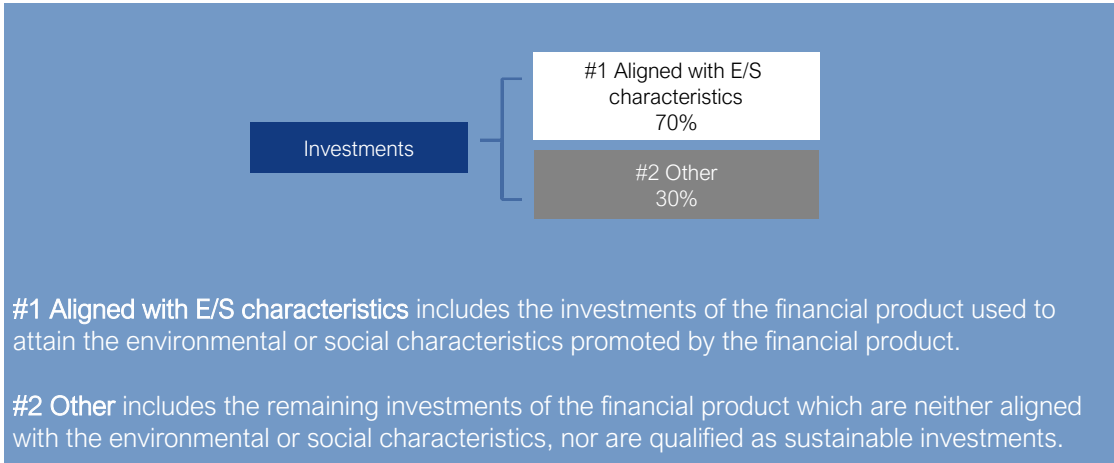 #1 Aligned with E/S
characteristics
70%
Investments
#2 Other
30%
#1 Aligned with E/S characteristics includes the investments of the financial product used to
attain the environmental or social characteristics promoted by the financial product.
#2 Other includes the remaining investments of the financial product which are neither aligned
with the environmental or social characteristics, nor are qualified as sustainable investments.